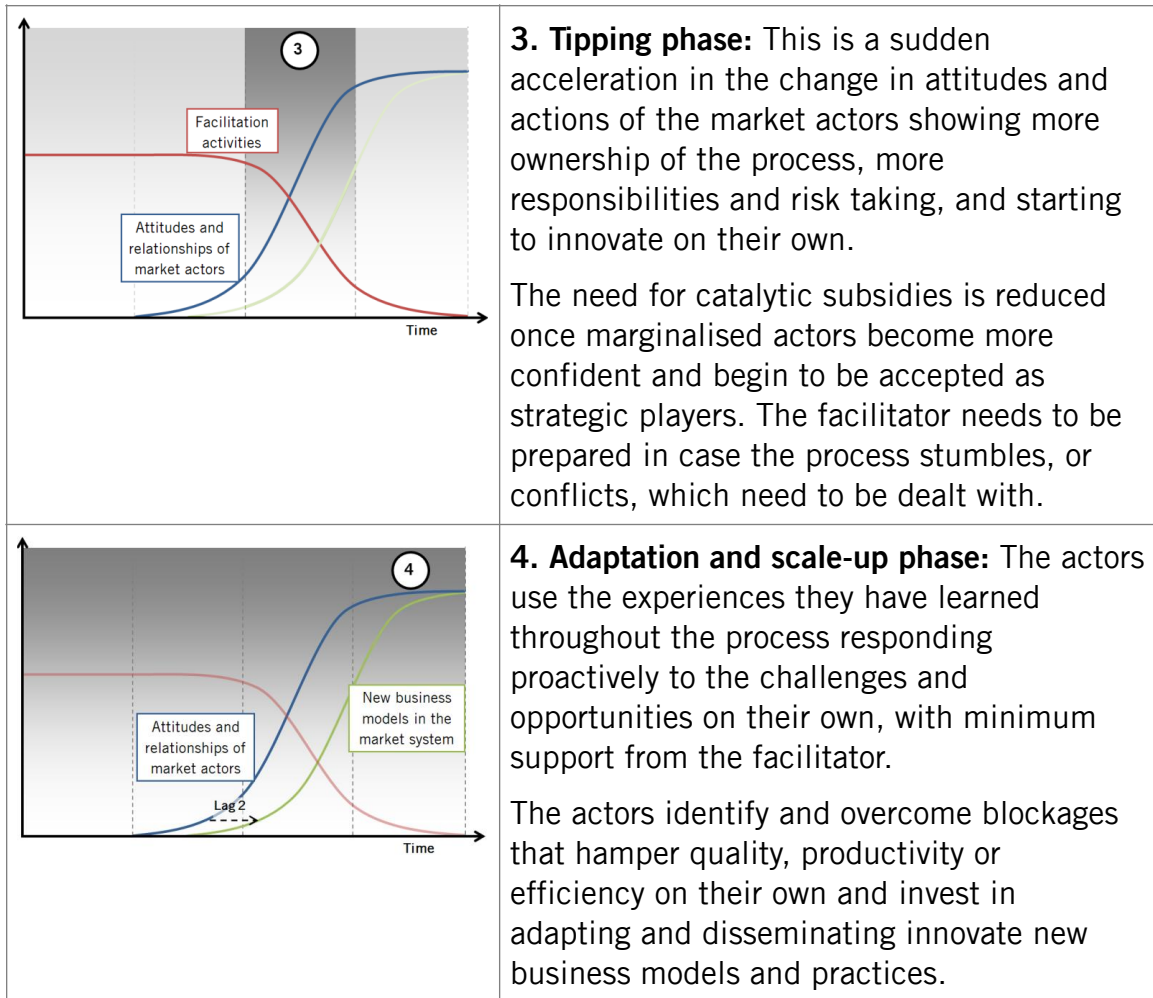 3
Facilitation
activities
Attitudes and
relationships of
market actors
Time
3. Tipping phase: This is a sudden
acceleration in the change in attitudes and
actions of the market actors showing more
ownership of the process, more
responsibilities and risk taking, and starting
to innovate on their own.
The need for catalytic subsidies is reduced
once marginalised actors become more
confident and begin to be accepted as
strategic players. The facilitator needs to be
prepared in case the process stumbles, or
conflicts, which need to be dealt with.
4
New business
models in the
market system
Attitudes and
relationships of
market actors
Lag 2
Time
4. Adaptation and scale-up phase: The actors
use the experiences they have learned
throughout the process responding
proactively to the challenges and
opportunities on their own, with minimum
support from the facilitator.
The actors identify and overcome blockages
that hamper quality, productivity or
efficiency on their own and invest in
adapting and disseminating innovate new
business models and practices.